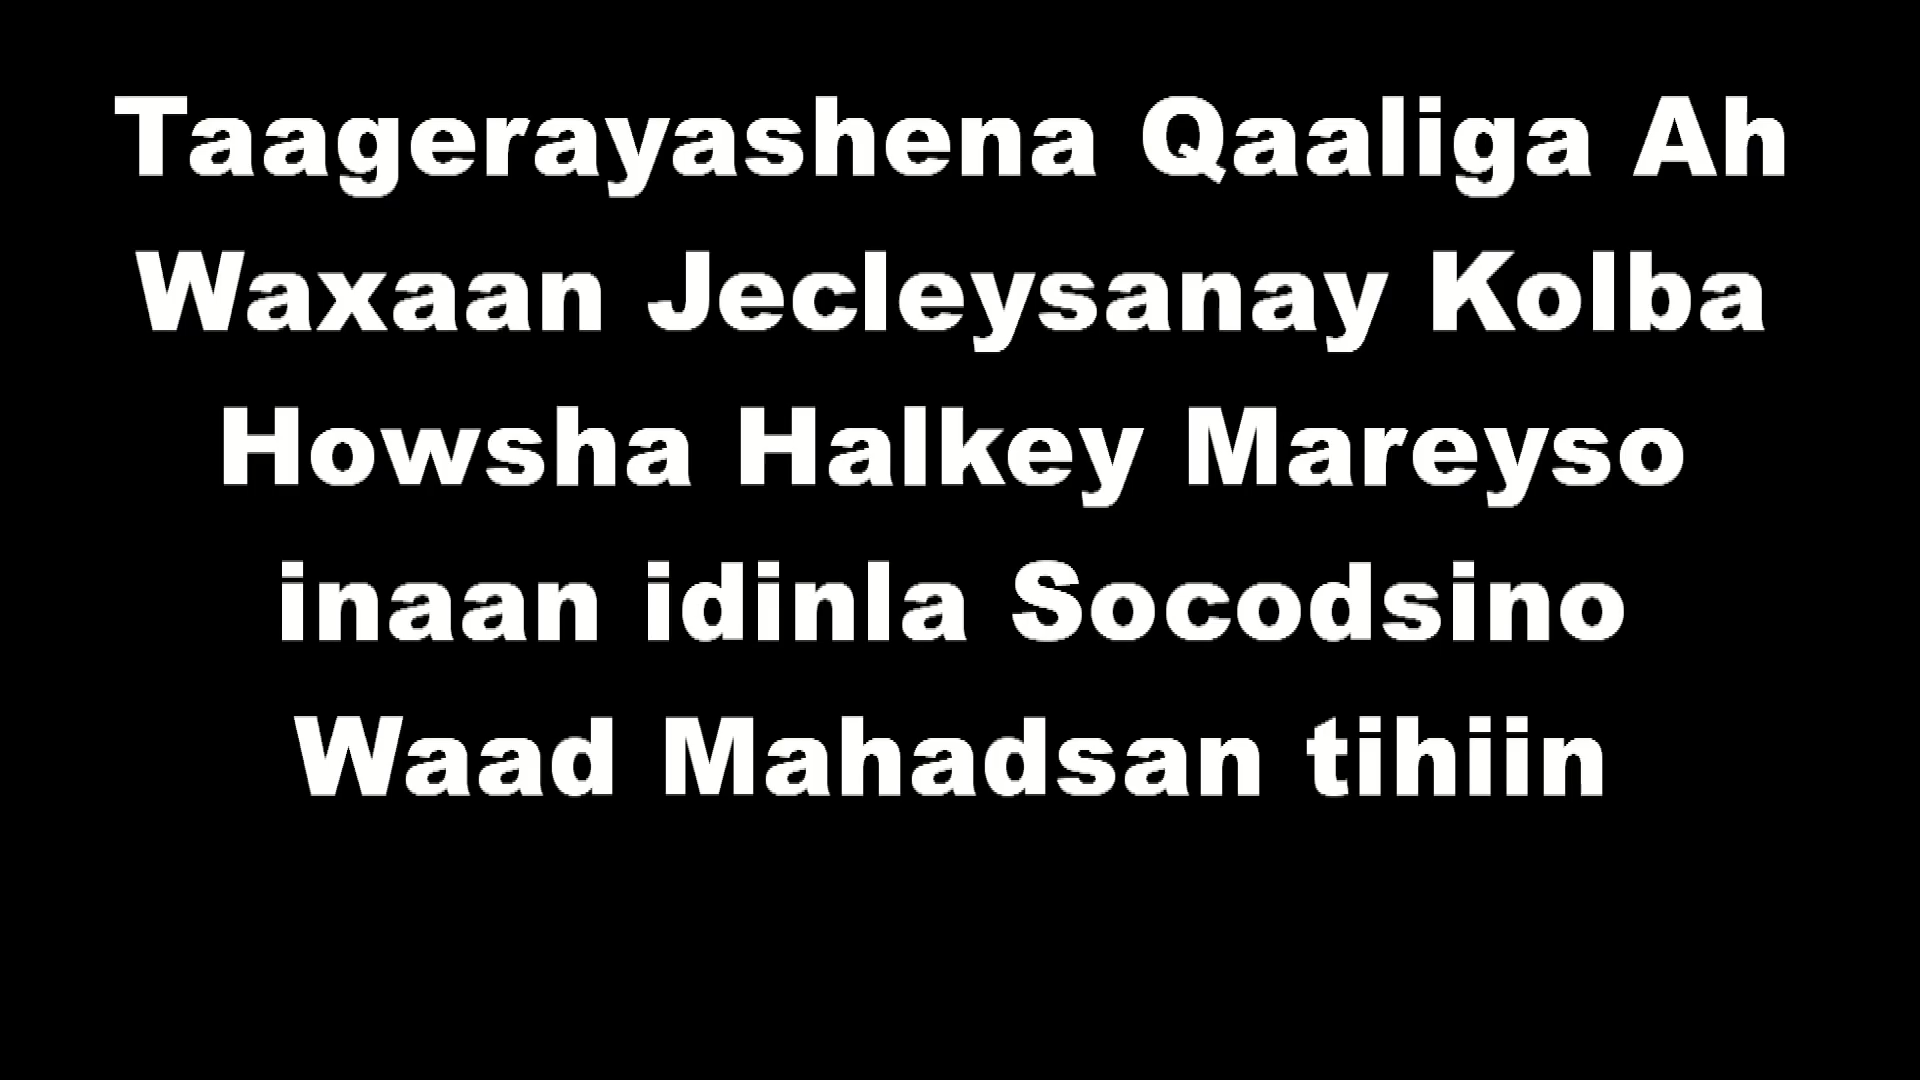 Taagerayashena Qaaliga Ah
Waxaan Jecleysanay Kolba
Howsha Halkey Mareyso
inaan idinla Socodsino
Waad Mahadsan tihiin